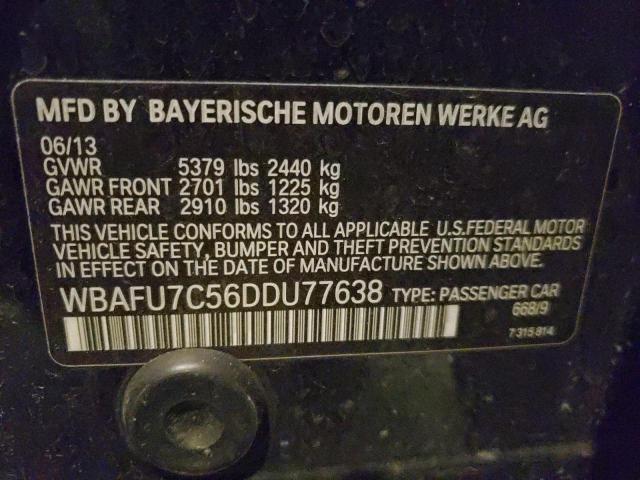 MFD BY BAYERISCHE MOTOREN WERKE AG
06/13
GVWR 5379 lbs 2440 kg
GAWR FRONT 2701 lbs 1225 kg
GAWR REAR 2910 lbs 1320 kg
THIS VEHICLE CONFORMS TO ALL APPLICABLE U.S.FEDERAL MOTOR
VEHICLE SAFETY, BUMPER AND THEFT PREVENTION STANDARDS
IN EFFECT ON THE DATE OF MANUFACTURE SHOWN ABOVE.
WBAFU7C56DDU77638 TYPE: PASSENGER CAR
668/9
7 315 814